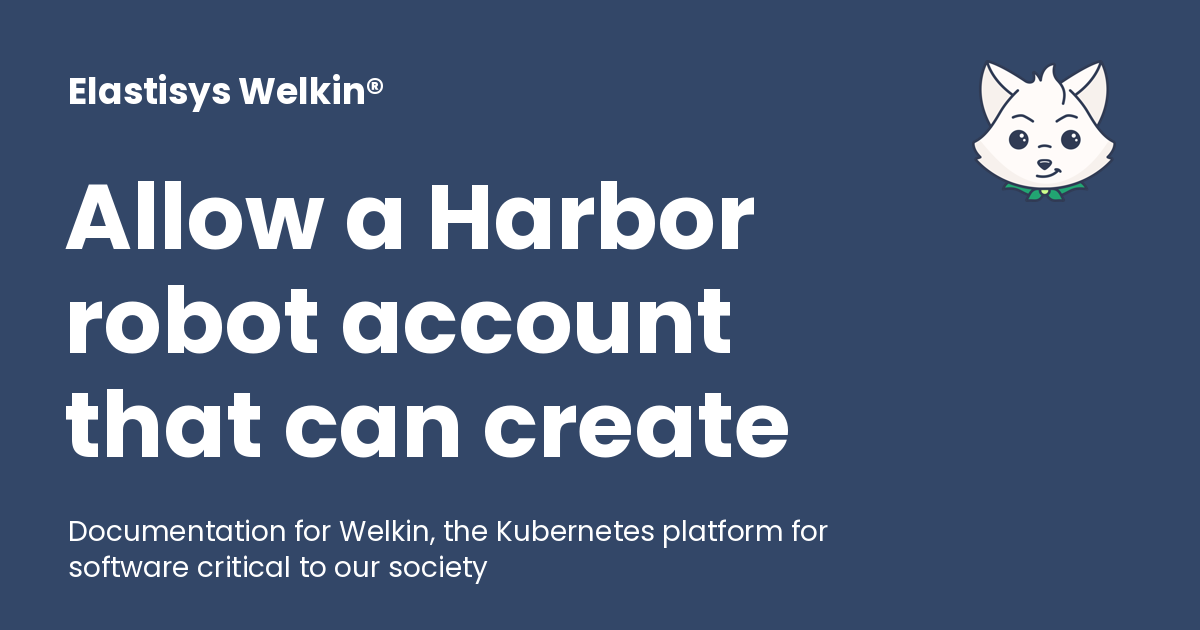 Elastisys Welkin®
Allow a Harbor
robot account
that can create
Documentation for Welkin, the Kubernetes platform for
software critical to our society